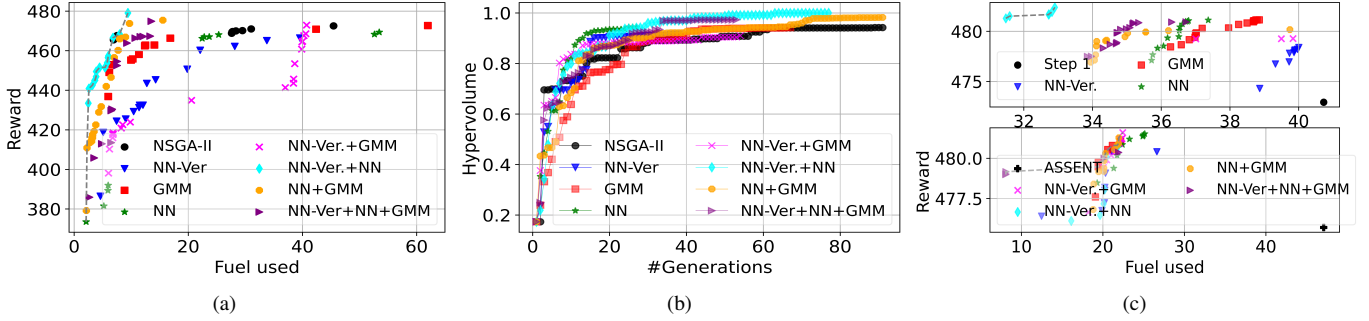 480
460
440
420
400
380
Reward
0
20
40
60
Fuel used
NSGA-II
NN-Ver
GMM
NN
NN-Ver.+GMM
NN-Ver.+NN
NN+GMM
NN-Ver+NN+GMM
(a)
1.0
0.8
0.6
0.4
0.2
Hypervolume
0
20
40
60
80
#Generations
NSGA-II
NN-Ver
GMM
NN
NN-Ver.+GMM
NN-Ver.+NN
NN+GMM
NN-Ver+NN+GMM
(b)
480
475
Step 1
NN-Ver.
GMM
NN
32
34
36
38
40
480.0
477.5
Reward
ASSENT
NN-Ver.+GMM
NN-Ver.+NN
NN+GMM
NN-Ver+NN+GMM
10
20
30
40
Fuel used
(c)